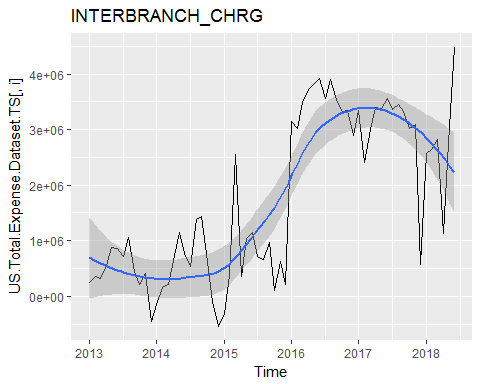 INTERBRANCH_CHRG
US.Total.Expense.Dataset.TS[, i]
4e+06
3e+06
2e+06
1e+06
0e+00
2013 2014 2015 2016 2017 2018
Time